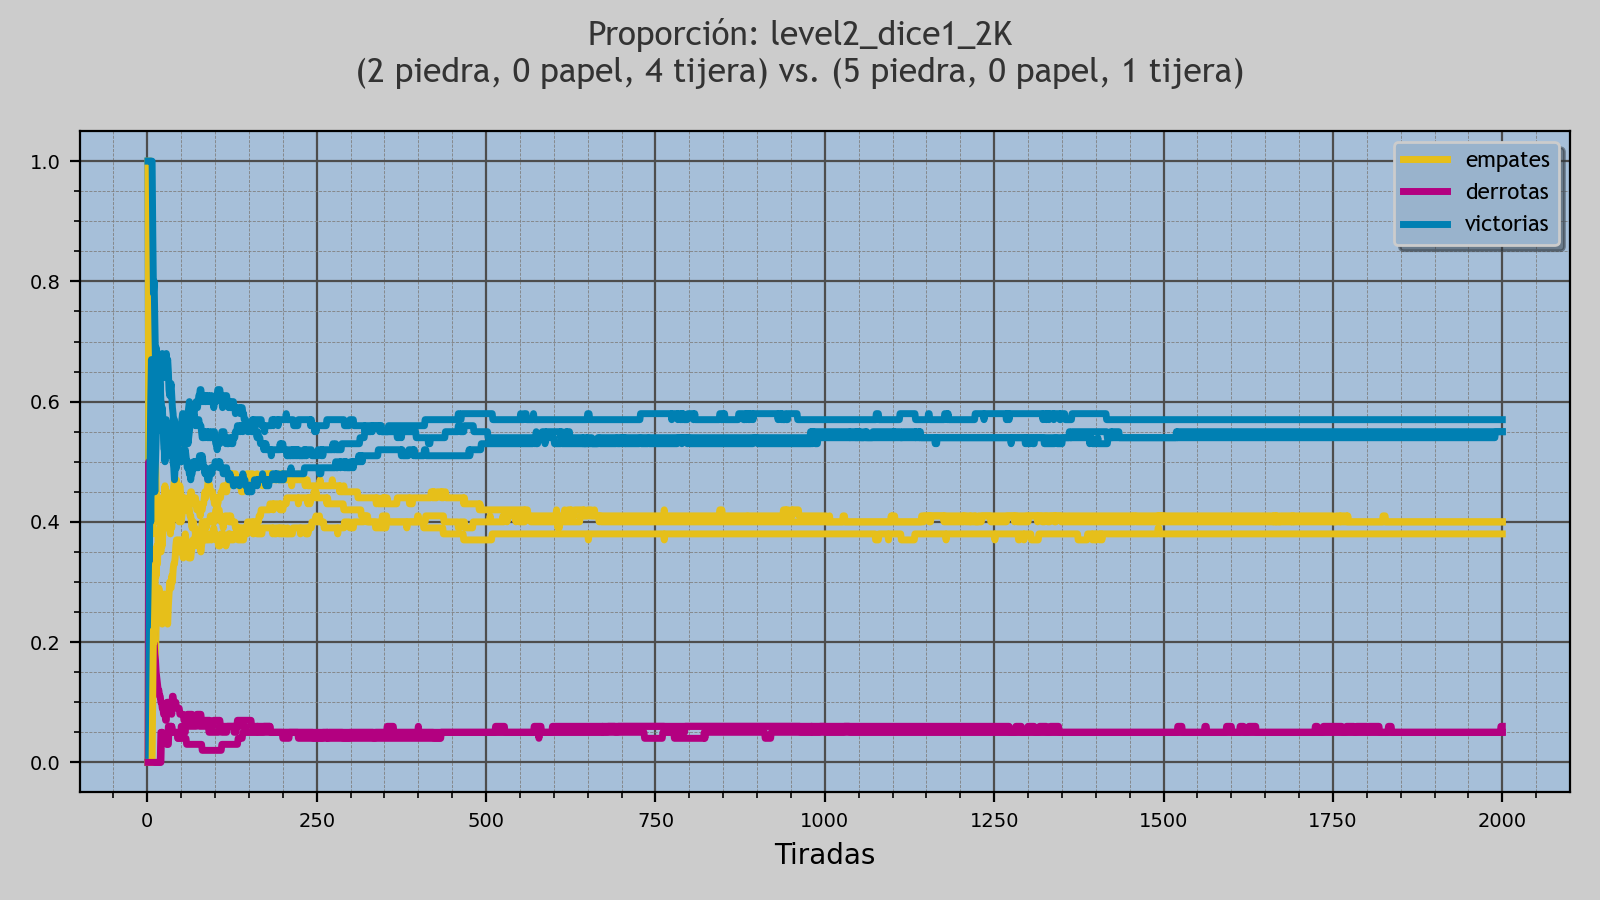 Proporción: level2_dice1_2K
(2 piedra, 0 papel, 4 tijera) vs. (5 piedra, 0 papel, 1 tijera)
empates
derrotas
victorias
1.0
0.8
0.6
0.4
0.2
0.0
0 250 500 750 1000 1250 1500 1750 2000
Tiradas